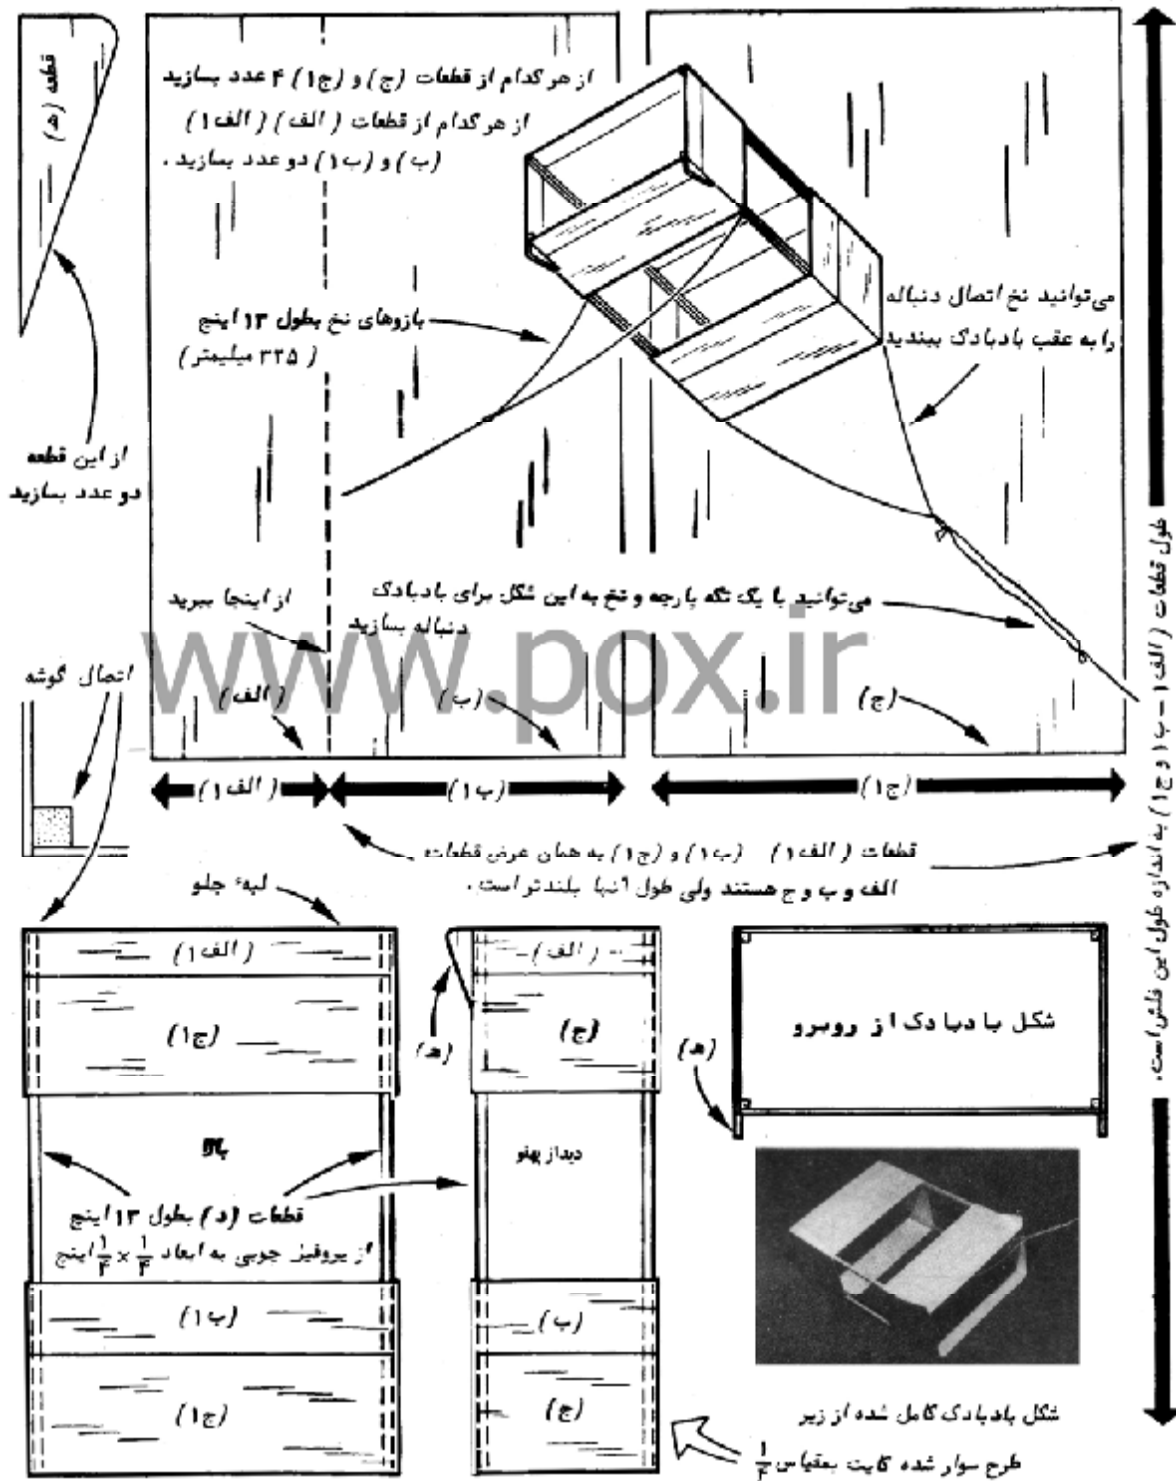 قطعه (ه)
از هر کدام از قطعات (ج) و (ج۱) ۴ عدد بسازید
از هر کدام از قطعات (الف) (الف۱)
(ب) و (ب۱) دو عدد بسازید.
بازوهای نخ بطول ۱۳ اینچ
(۳۲۵ میلیمتر)
می‌توانید نخ اتصال دنباله
را به عقب بادبادک ببندید
از این قطعه
دو عدد بسازید
از اینجا ببرید
می‌توانید با یک تکه پارچه و نخ به این شکل برای بادبادک
دنباله بسازید
www.pox.ir
اتصال گوشه
(الف)
(ب)
(ج)
(الف۱)
(ب۱)
(ج۱)
طول قطعات (الف۱ - ب۱ و ج۱) به اندازه طول این فلش است.
قطعات (الف۱) (ب۱) و (ج۱) به همان عرض قطعات
الف و ب و ج هستند ولی طول آنها بلندتر است.
لبهء جلو
(الف۱)
(ج۱)
(الف)
(ج)
(ه)
(ه)
شکل بادبادک از روبرو
دید از پهلو
قطعات (د) بطول ۱۳ اینچ
از پروفیز چوبی به ابعاد ۱/۴ × ۱/۴ اینچ
(ب۱)
(ج۱)
(ب)
(ج)
شکل بادبادک کامل شده از زیر
طرح سوار شده کایت بمقیاس ۱/۴